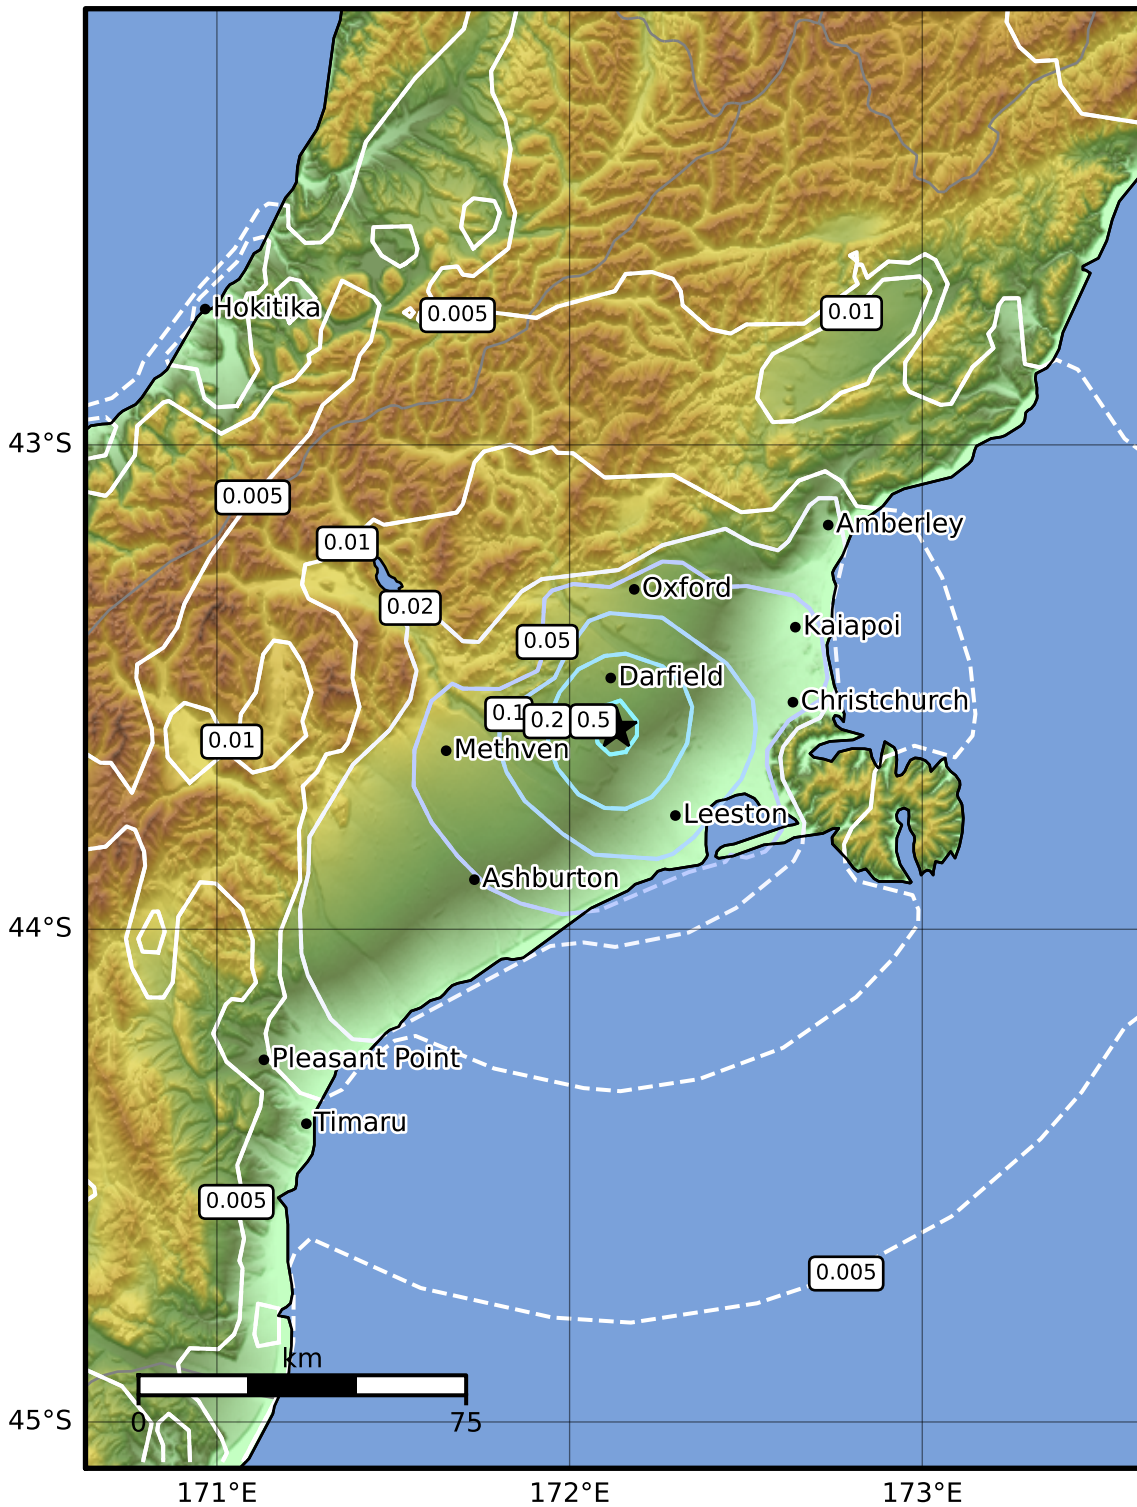 Hokitika
0.005
0.01
43°S
0.005
0.01
Amberley
0.02
Oxford
0.05
Kaiapoi
Darfield
Christchurch
0.1
0.2
0.5
0.01
Methven
Leeston
Ashburton
44°S
Pleasant Point
Timaru
0.005
0.005
km
0
75
45°S
171°E
172°E
173°E